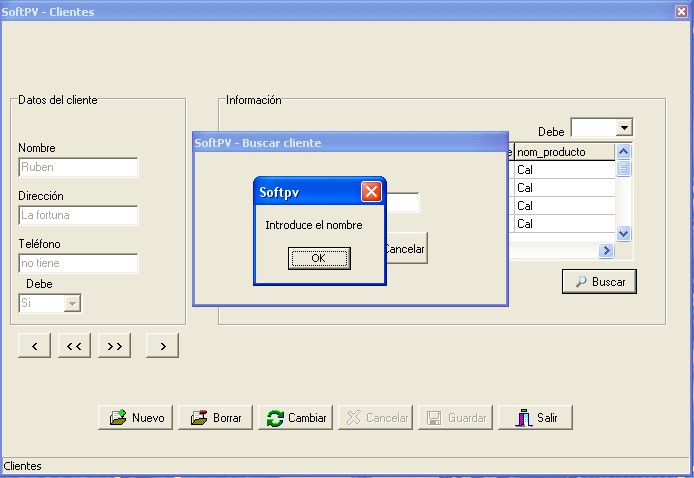 SoftPV - Clientes
Datos del cliente
Información
Debe
nom_producto
Cal
Cal
Cal
Cal
Buscar
SoftPV - Buscar cliente
Cancelar
Softpv
Introduce el nombre
OK
Nombre
Ruben
Dirección
La fortuna
Teléfono
no tiene
Debe
Si
< << >> >
Nuevo Borrar Cambiar Cancelar Guardar Salir
Clientes